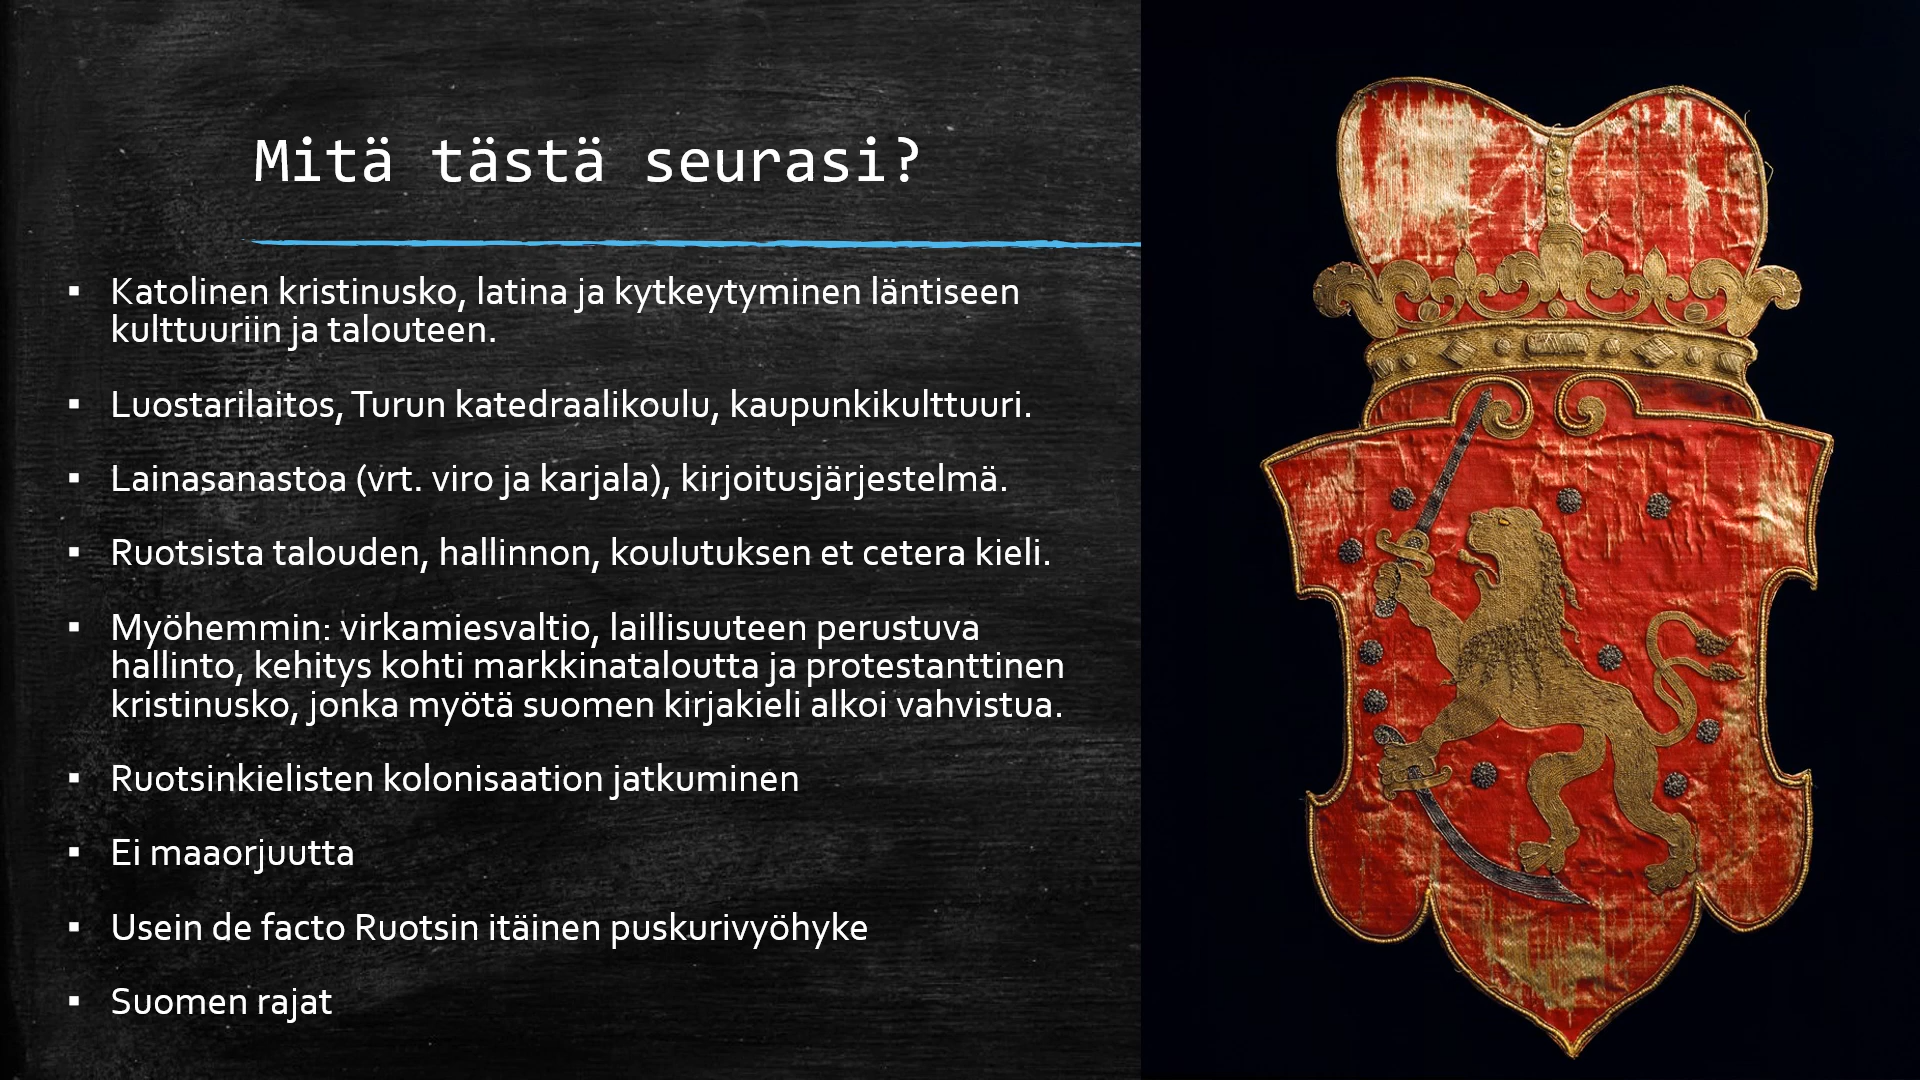 Mitä tästä seurasi?
▪ Katolinen kristinusko, latina ja kytkeytyminen läntiseen
kulttuuriin ja talouteen.
▪ Luostarilaitos, Turun katedraalikoulu, kaupunkikulttuuri.
▪ Lainasanastoa (vrt. viro ja karjala), kirjoitusjärjestelmä.
▪ Ruotsista talouden, hallinnon, koulutuksen et cetera kieli.
▪ Myöhemmin: virkamiesvaltio, laillisuuteen perustuva
hallinto, kehitys kohti markkinataloutta ja protestanttinen
kristinusko, jonka myötä suomen kirjakieli alkoi vahvistua.
▪ Ruotsinkielisten kolonisaation jatkuminen
▪ Ei maaorjuutta
▪ Usein de facto Ruotsin itäinen puskurivyöhyke
▪ Suomen rajat